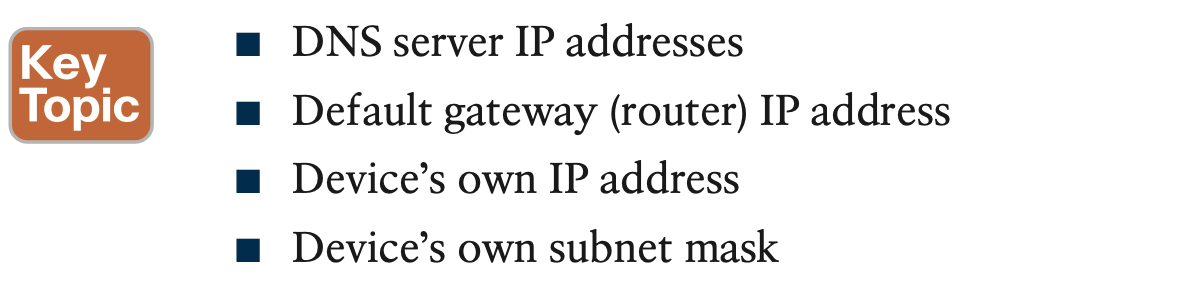 Key
Topic
■ DNS server IP addresses
■ Default gateway (router) IP address
■ Device’s own IP address
■ Device’s own subnet mask